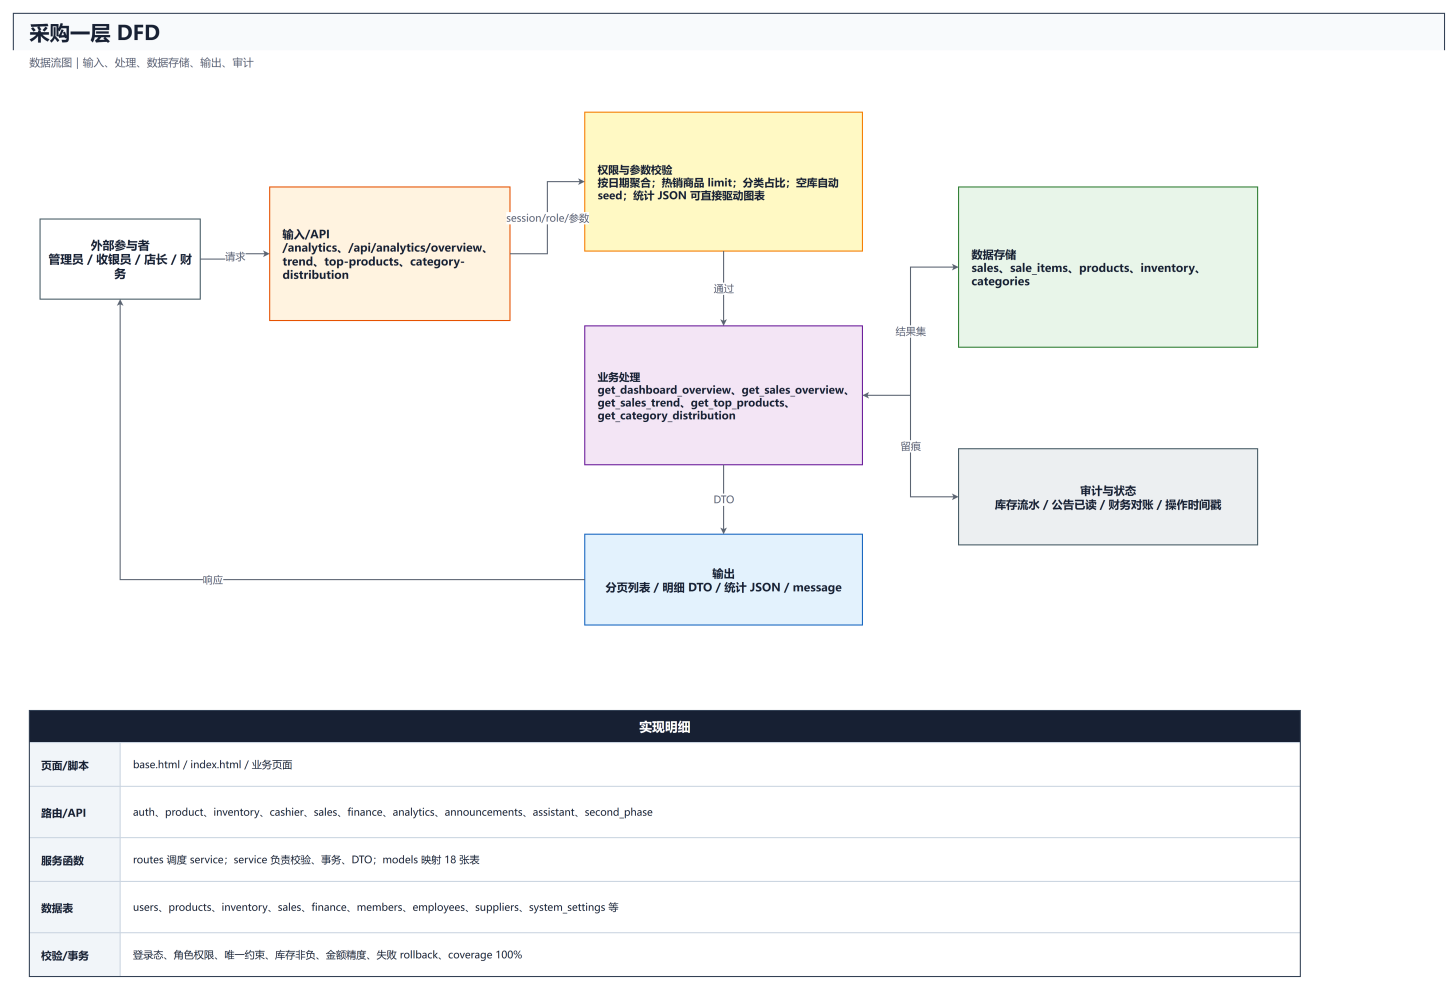 采购一层 DFD
数据流图 | 输入、处理、数据存储、输出、审计
外部参与者
管理员 / 收银员 / 店长 / 财
务
请求
输入/API
/analytics、/api/analytics/overview、
trend、top-products、category-
distribution
session/role/参数
权限与参数校验
按日期聚合；热销商品 limit；分类占比；空库自动
seed；统计 JSON 可直接驱动图表
通过
业务处理
get_dashboard_overview、get_sales_overview、
get_sales_trend、get_top_products、
get_category_distribution
数据存储
sales、sale_items、products、inventory、
categories
结果集
留痕
审计与状态
库存流水 / 公告已读 / 财务对账 / 操作时间戳
DTO
输出
分页列表 / 明细 DTO / 统计 JSON / message
响应
实现明细
页面/脚本
base.html / index.html / 业务页面
路由/API
auth、product、inventory、cashier、sales、finance、analytics、announcements、assistant、second_phase
服务函数
routes 调度 service；service 负责校验、事务、DTO；models 映射 18 张表
数据表
users、products、inventory、sales、finance、members、employees、suppliers、system_settings 等
校验/事务
登录态、角色权限、唯一约束、库存非负、金额精度、失败 rollback、coverage 100%